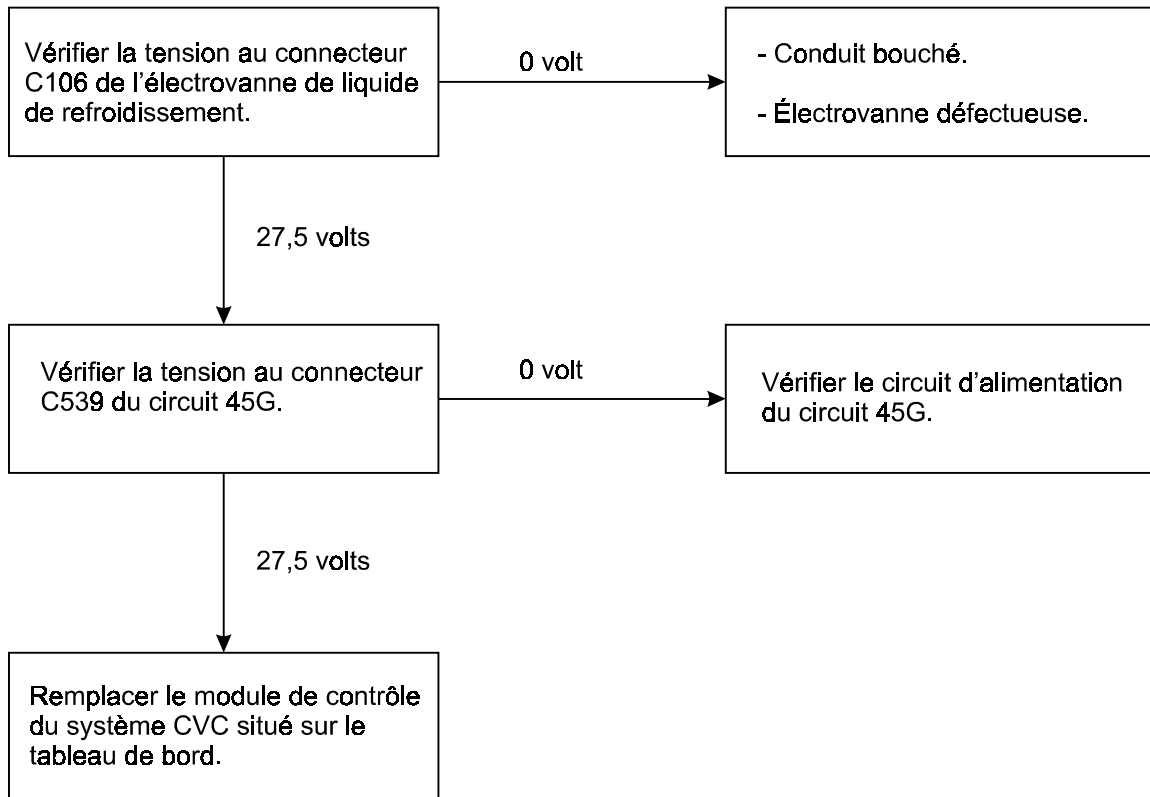 Vérifier la tension au connecteur
C106 de l'électrovanne de liquide
de refroidissement.
0 volt
- Conduit bouché.
- Électrovanne défectueuse.
27,5 volts
Vérifier la tension au connecteur
C539 du circuit 45G.
0 volt
Vérifier le circuit d'alimentation
du circuit 45G.
27,5 volts
Remplacer le module de contrôle
du système CVC situé sur le
tableau de bord.